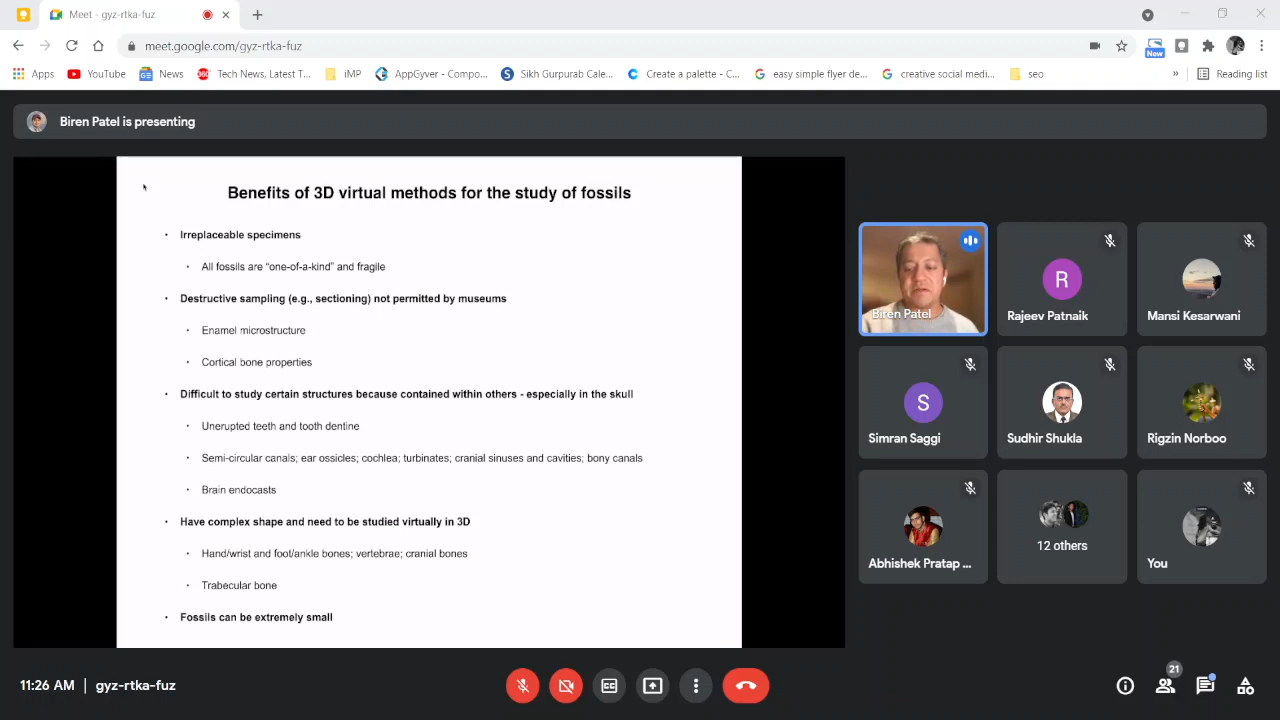 Meet - gyz-rtka-fuz
meet.google.com/gyz-rtka-fuz
New
Apps
YouTube
News
Tech News, Latest T...
iMP
AppGyver - Compo...
Sikh Gurpurab Cale...
Create a palette - C...
easy simple flyer de...
creative social medi...
seo
»
Reading list
Biren Patel is presenting
Benefits of 3D virtual methods for the study of fossils
• Irreplaceable specimens
• All fossils are “one-of-a-kind” and fragile
• Destructive sampling (e.g., sectioning) not permitted by museums
• Enamel microstructure
• Cortical bone properties
• Difficult to study certain structures because contained within others - especially in the skull
• Unerupted teeth and tooth dentine
• Semi-circular canals; ear ossicles; cochlea; turbinates; cranial sinuses and cavities; bony canals
• Brain endocasts
• Have complex shape and need to be studied virtually in 3D
• Hand/wrist and foot/ankle bones; vertebrae; cranial bones
• Trabecular bone
• Fossils can be extremely small
Biren Patel
R
Rajeev Patnaik
Mansi Kesarwani
S
Simran Saggi
Sudhir Shukla
Rigzin Norboo
Abhishek Pratap ...
12 others
You
11:26 AM | gyz-rtka-fuz
21